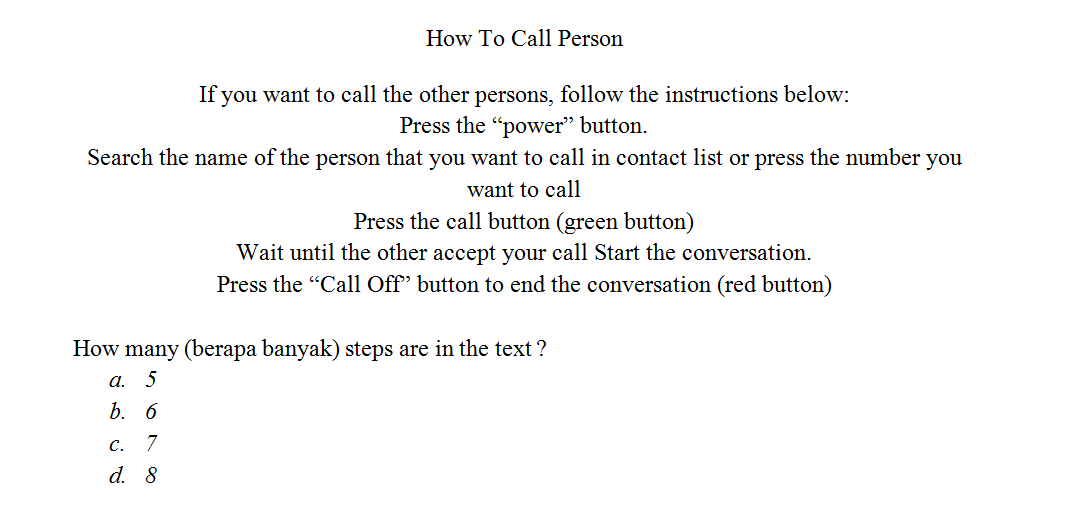 How To Call Person
If you want to call the other persons, follow the instructions below:
Press the “power” button.
Search the name of the person that you want to call in contact list or press the number you
want to call
Press the call button (green button)
Wait until the other accept your call Start the conversation.
Press the “Call Off” button to end the conversation (red button)
How many (berapa banyak) steps are in the text ?
a. 5
b. 6
c. 7
d. 8